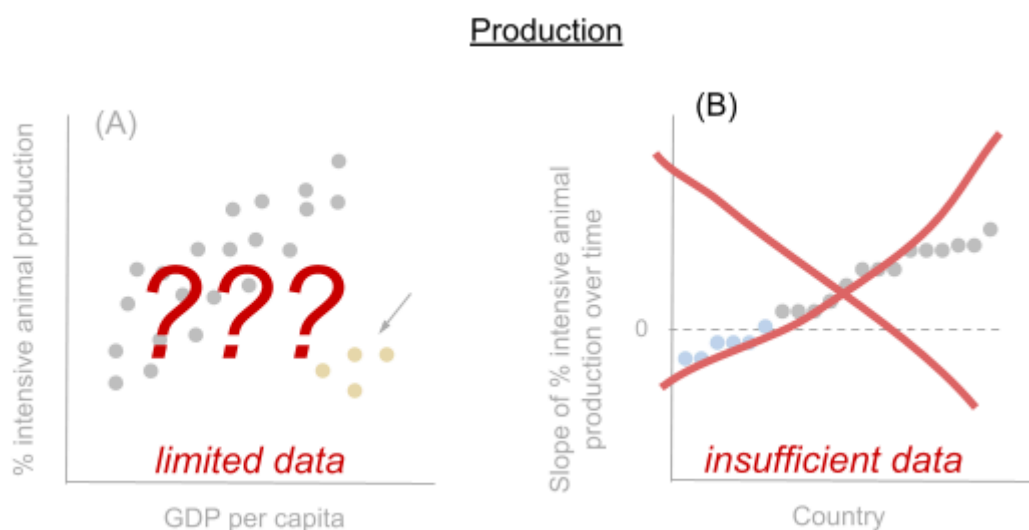 Production
(A)
% intensive animal production
???
limited data
GDP per capita
(B)
Slope of % intensive animal
production over time
0
insufficient data
Country